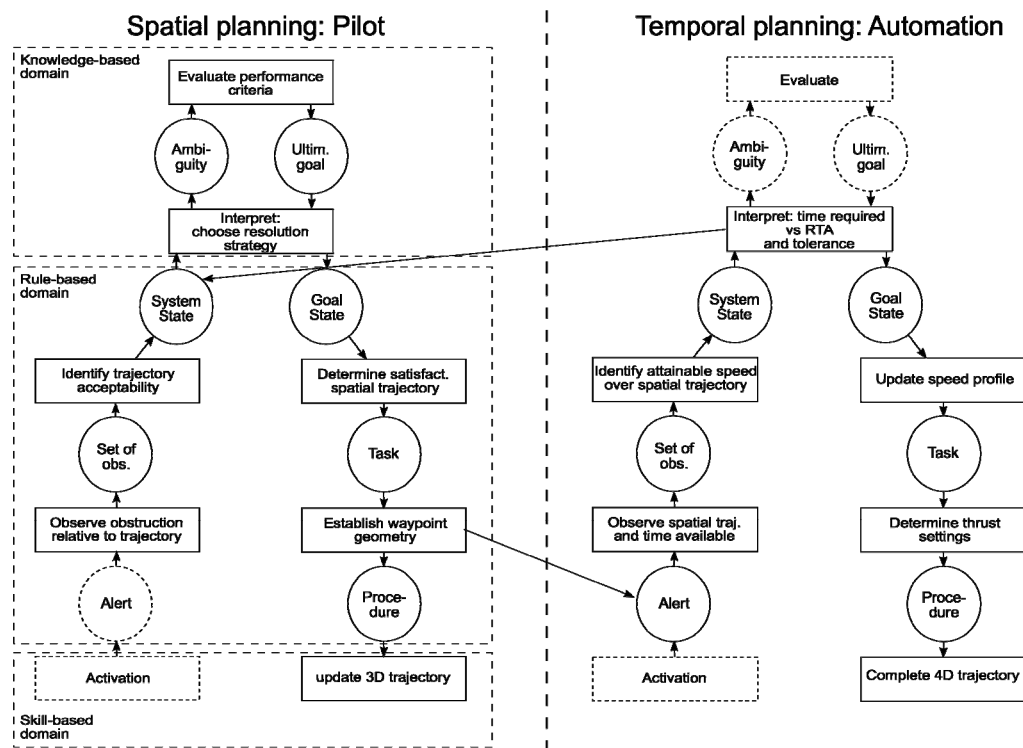 Spatial planning: Pilot
Knowledge-based
domain
Evaluate performance
criteria
Ambi-
guity
Ultim.
goal
Interpret:
choose resolution
strategy
Rule-based
domain
System
State
Goal
State
Identify trajectory
acceptability
Determine satisfact.
spatial trajectory
Set of
obs.
Task
Observe obstruction
relative to trajectory
Establish waypoint
geometry
Alert
Proce-
dure
Activation
update 3D trajectory
Skill-based
domain
Temporal planning: Automation
Evaluate
Ambi-
guity
Ultim.
goal
Interpret: time required
vs RTA
and tolerance
System
State
Goal
State
Identify attainable speed
over spatial trajectory
Update speed profile
Set of
obs.
Task
Observe spatial traj.
and time available
Determine thrust
settings
Alert
Proce-
dure
Activation
Complete 4D trajectory